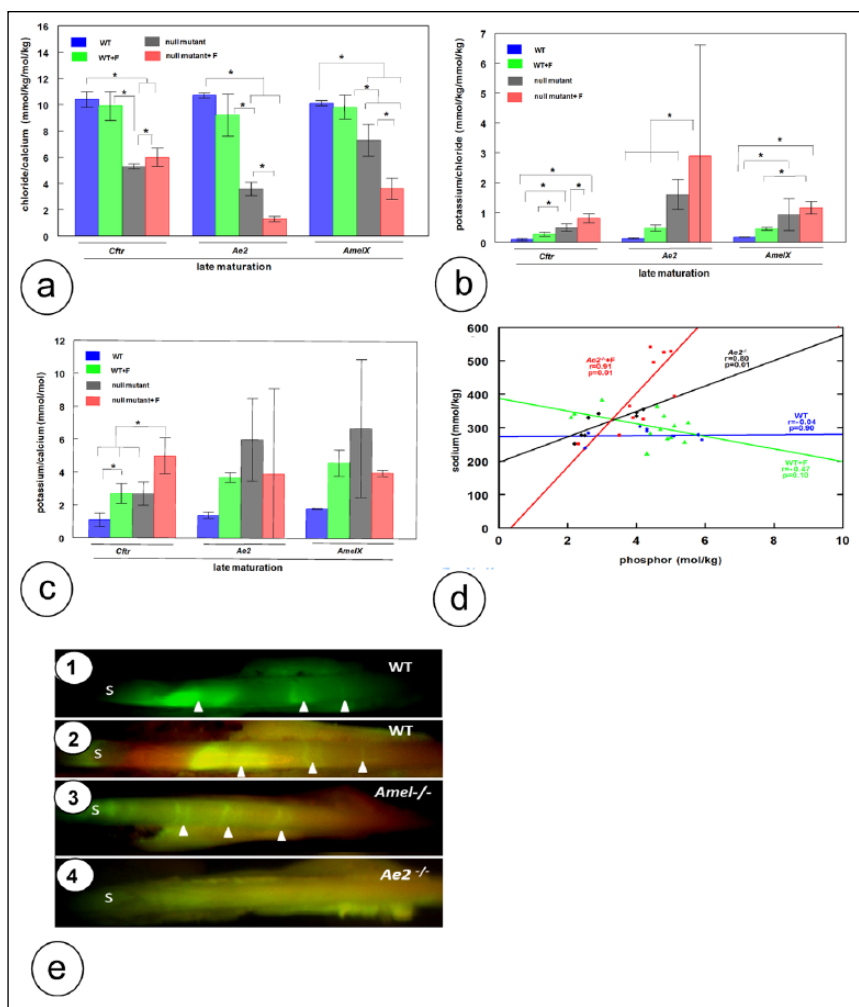 16
14
12
10
8
6
4
2
0
chloride/calcium (mmol/kg/mol/kg)
WT
WT+F
null mutant
null mutant+ F
*
*
*
*
*
*
*
*
*
Cftr
Ae2
AmelX
late maturation
a
7
6
5
4
3
2
1
0
potassium/chloride (mmol/kg/mmol/kg)
WT
WT+F
null mutant
null mutant + F
*
*
*
*
*
*
*
*
Cftr
Ae2
AmelX
late maturation
b
12
10
8
6
4
2
0
potassium/calcium (mmol/mol)
WT
WT+F
null mutant
null mutant+ F
*
*
Cftr
Ae2
AmelX
late maturation
c
600
500
400
300
200
100
0
sodium (mmol/kg)
Ae2-/-+F
r=0.91
p=0.01
Ae2-/-
r=0.80
p=0.01
WT
r=-0.04
p=0.90
WT+F
r=-0.47
p=0.10
0 2 4 6 8 10
phosphor (mol/kg)
d
1
S
WT
2
S
WT
3
S
Amel-/-
4
S
Ae2 -/-
e